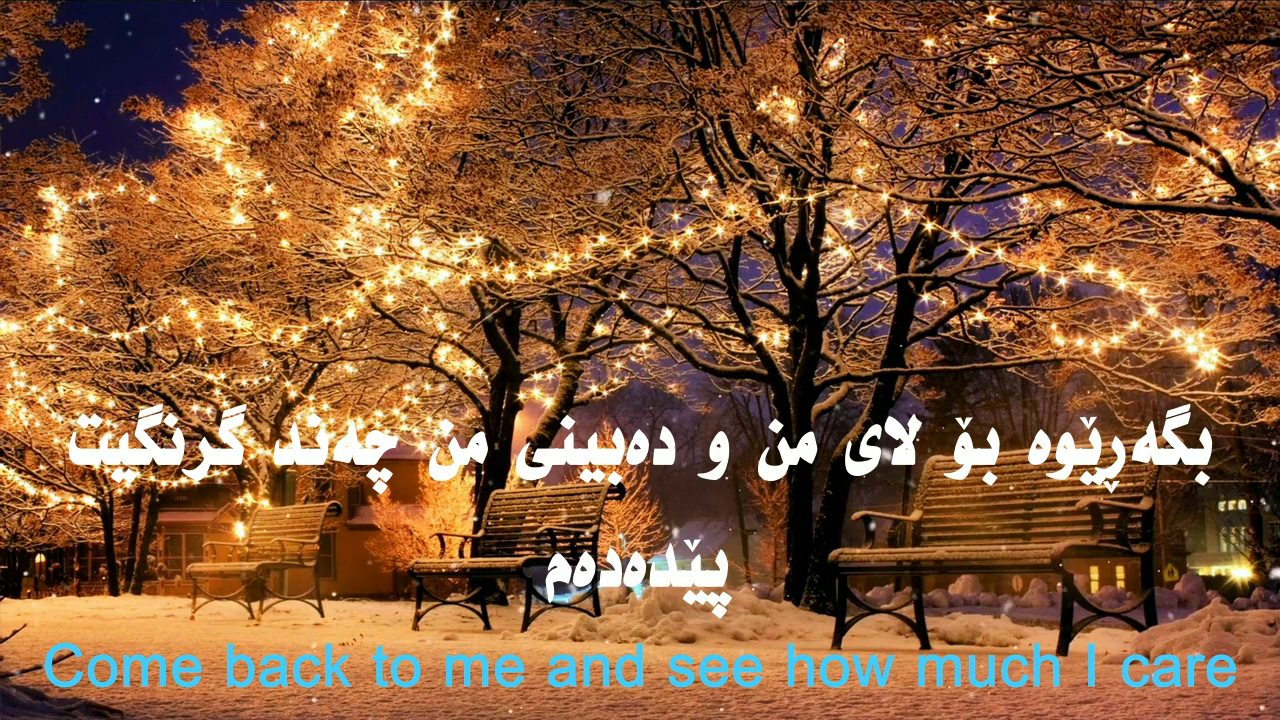 بگەڕێوە بۆ لای من و دەبینی من چەند گرنگیت
پێدەدەم
Come back to me and see how much I care